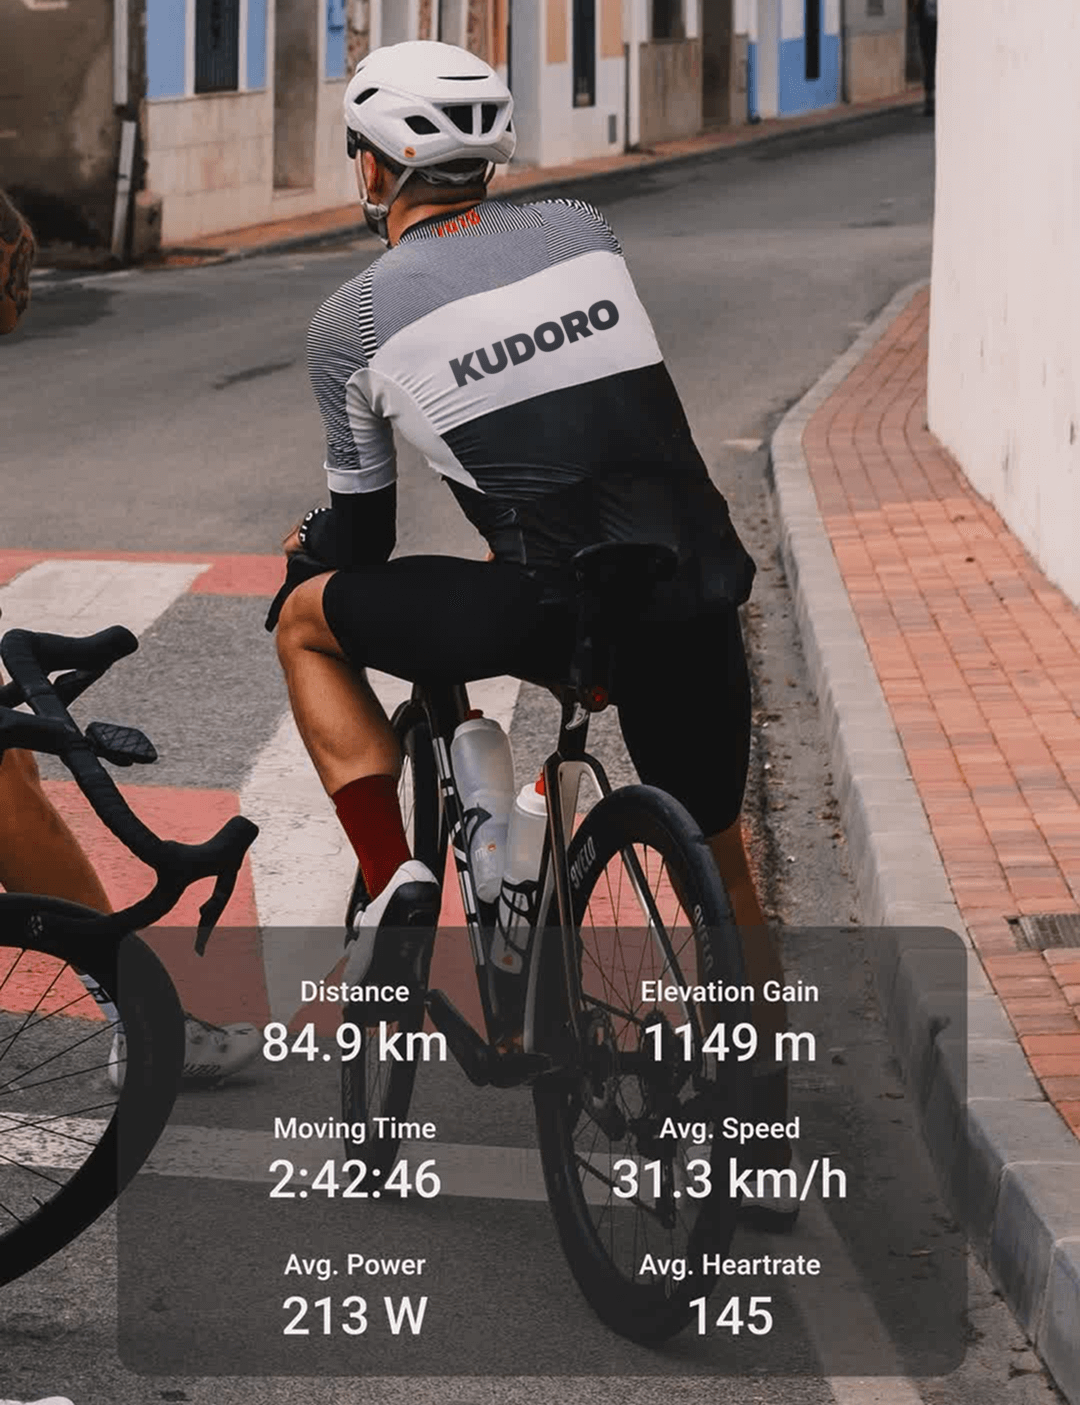 KUDORO
9VELO
Distance
84.9 km
Elevation Gain
1149 m
Moving Time
2:42:46
Avg. Speed
31.3 km/h
Avg. Power
213 W
Avg. Heartrate
145